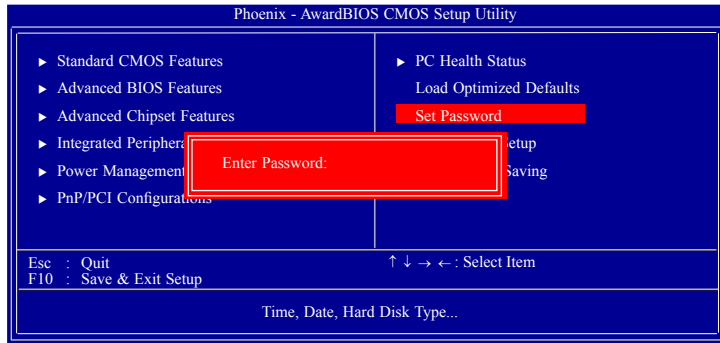 Phoenix - AwardBIOS CMOS Setup Utility
▶ Standard CMOS Features
▶ Advanced BIOS Features
▶ Advanced Chipset Features
▶ Integrated Periphera
▶ Power Management
▶ PnP/PCI Configurations
▶ PC Health Status
Load Optimized Defaults
Set Password
Setup
Saving
Enter Password:
Esc : Quit
F10 : Save & Exit Setup
↑ ↓ → ← : Select Item
Time, Date, Hard Disk Type...